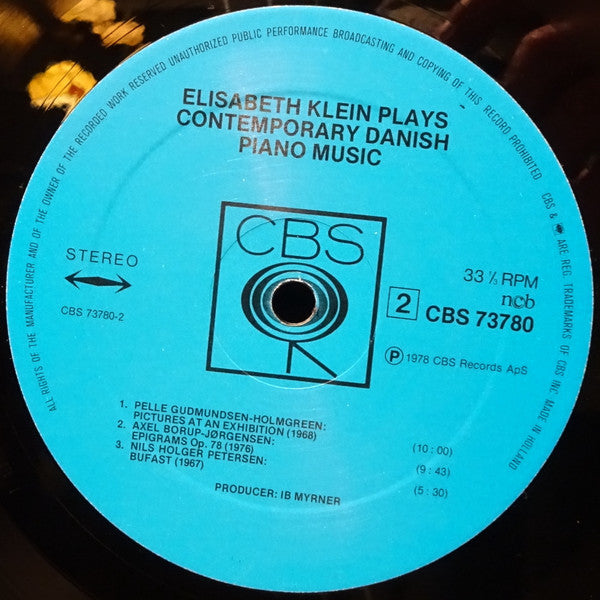 ALL RIGHTS OF THE MANUFACTURER AND OF THE OWNER OF THE RECORDED WORK RESERVED UNAUTHORIZED PUBLIC PERFORMANCE BROADCASTING AND COPYING OF THIS RECORD PROHIBITED CBS & ARE REG. TRADEMARKS OF CBS INC MADE IN HOLLAND
ELISABETH KLEIN PLAYS
CONTEMPORARY DANISH
PIANO MUSIC
CBS
STEREO
CBS 73780-2
33 ⅓ RPM
ncb
2 CBS 73780
Ⓟ 1978 CBS Records ApS
1. PELLE GUDMUNDSEN-HOLMGREEN:
PICTURES AT AN EXHIBITION (1968) (10:00)
2. AXEL BORUP-JØRGENSEN:
EPIGRAMS Op. 78 (1976) (9:43)
3. NILS HOLGER PETERSEN:
BUFAST (1967) (5:30)
PRODUCER: IB MYRNER